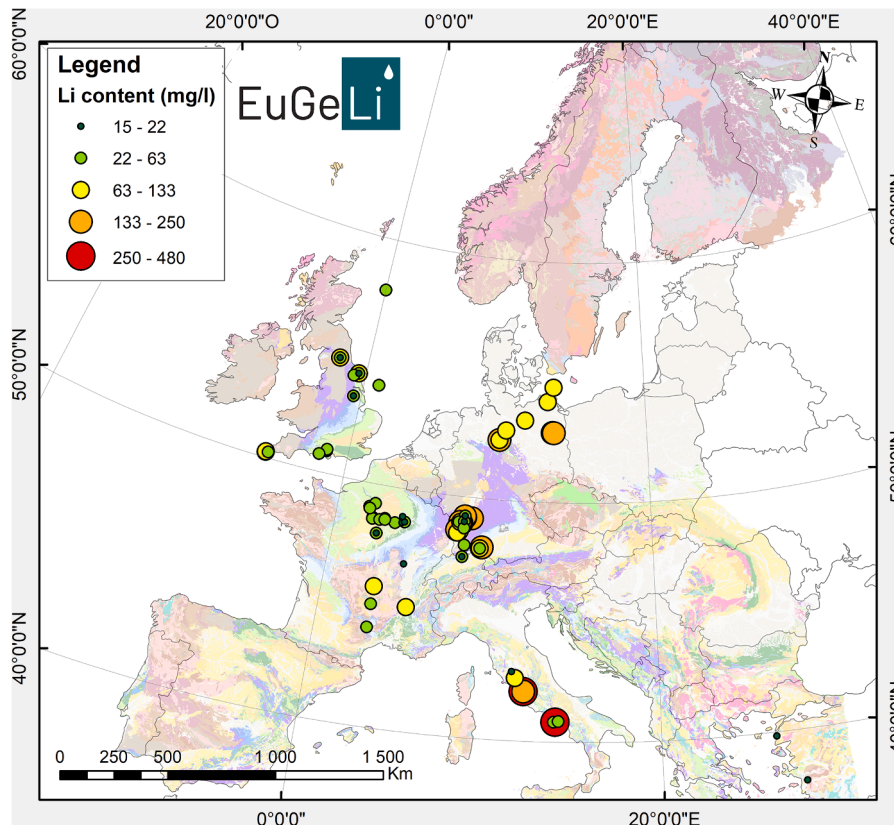 20°0'0"O
0°0'0"
20°0'0"E
40°0'0"E
60°0'0"N
50°0'0"N
40°0'0"N
Legend
Li content (mg/l)
15 - 22
22 - 63
63 - 133
133 - 250
250 - 480
EuGeLi
N
W
E
S
0
250
500
1 000
1 500
Km
0°0'0"
20°0'0"E